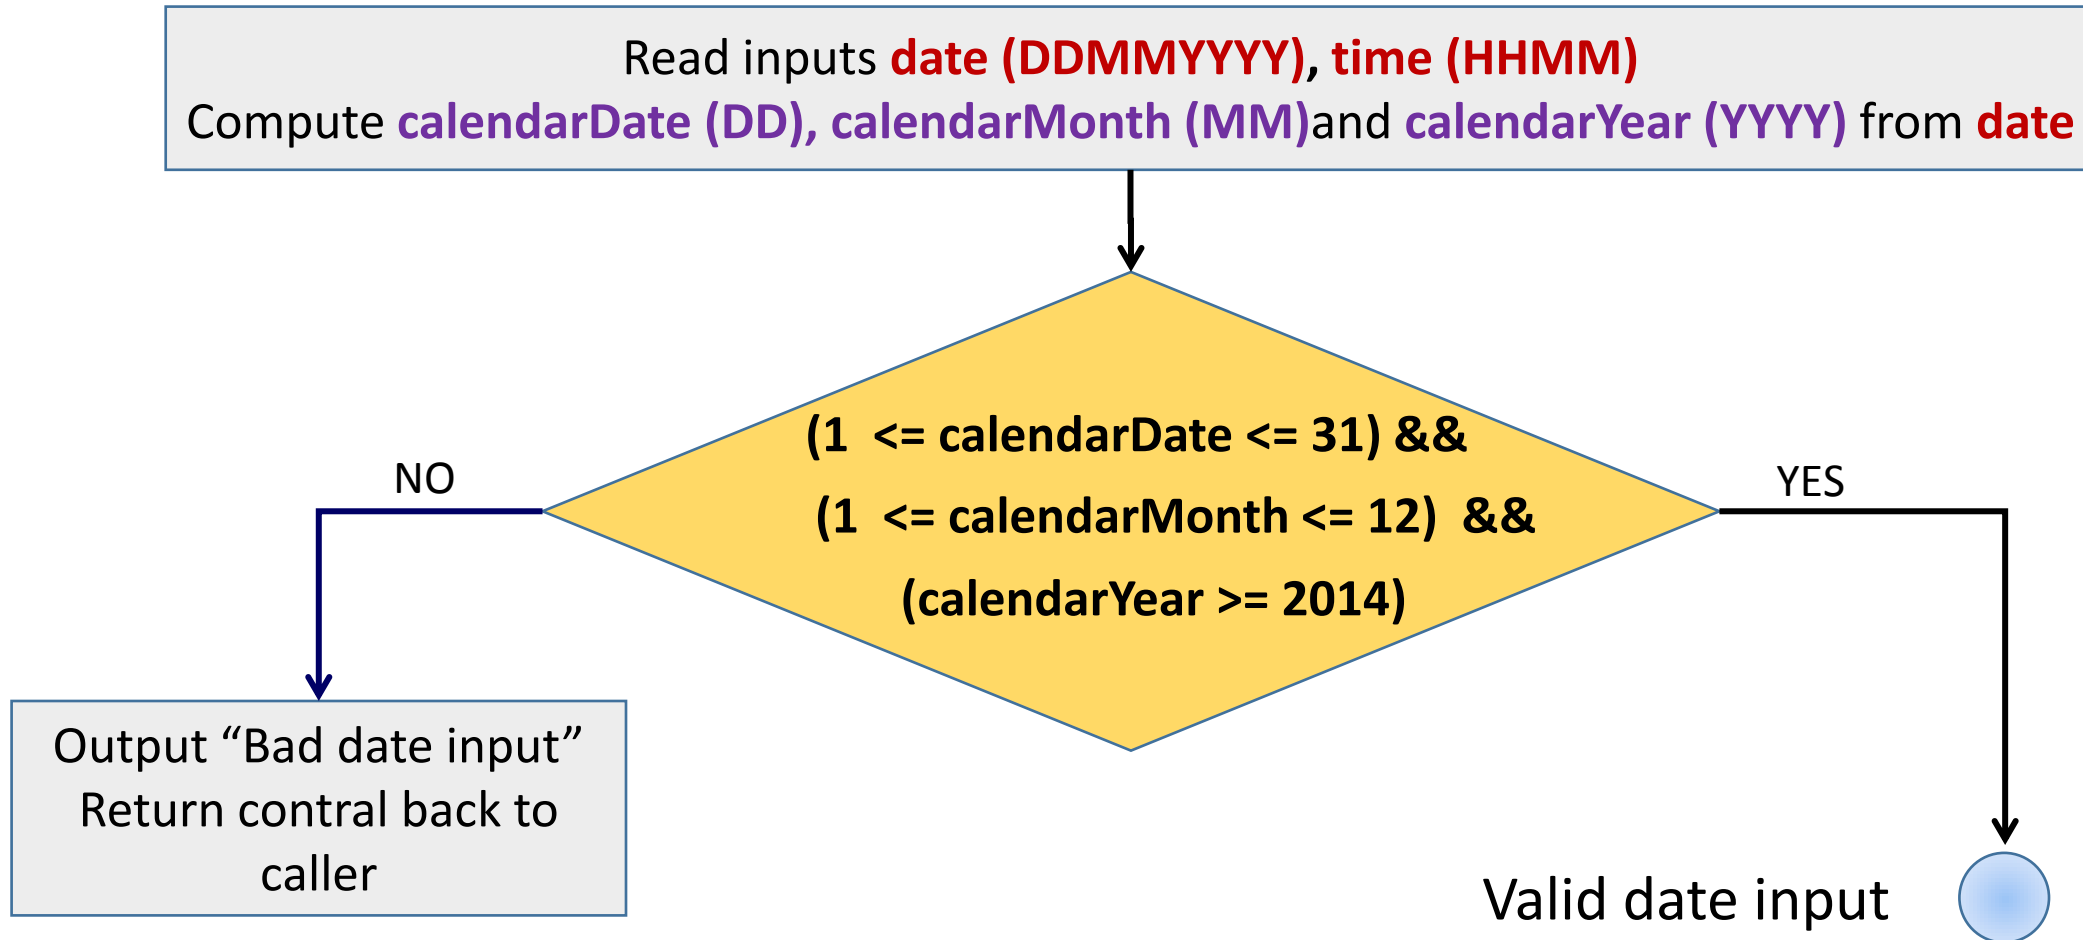 Read inputs date (DDMMYYYY), time (HHMM)
Compute calendarDate (DD), calendarMonth (MM)and calendarYear (YYYY) from date
(1  <= calendarDate <= 31) &&
NO
YES
(1  <= calendarMonth <= 12)  &&
(calendarYear >= 2014)
Output “Bad date input”
Return contral back to
caller
Valid date input